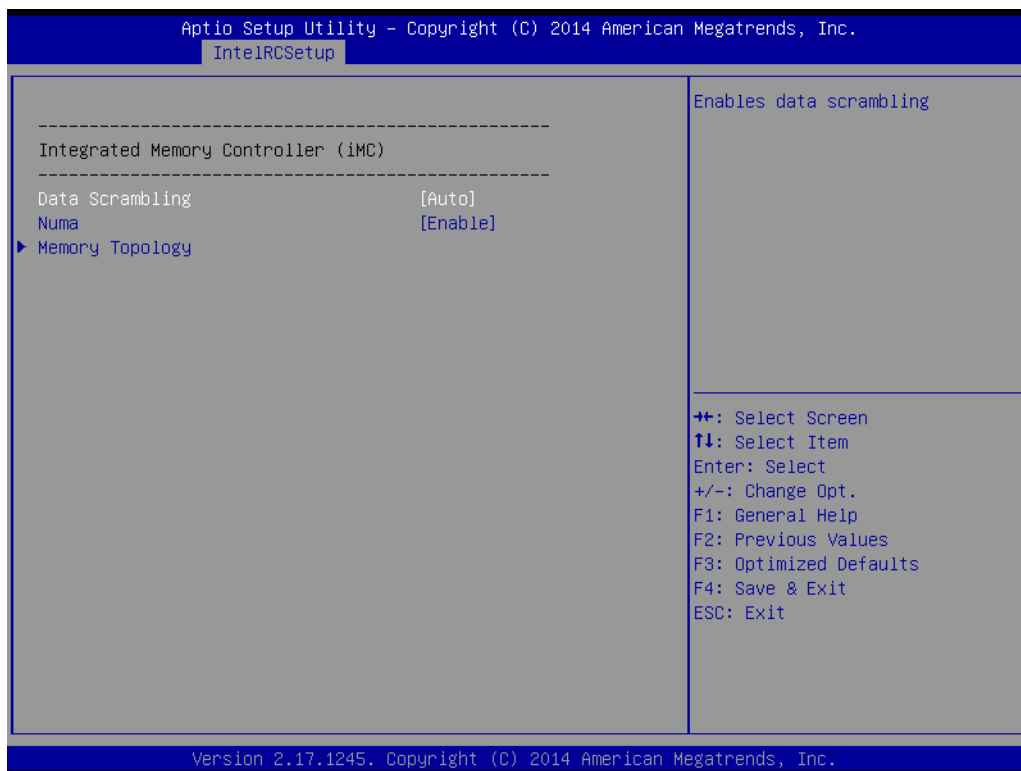 Aptio Setup Utility – Copyright (C) 2014 American Megatrends, Inc.
IntelRCSetup
--------------------------------------------------
Integrated Memory Controller (iMC)
--------------------------------------------------
Data Scrambling [Auto]
Numa [Enable]
▶ Memory Topology
Enables data scrambling
→←: Select Screen
↑↓: Select Item
Enter: Select
+/-: Change Opt.
F1: General Help
F2: Previous Values
F3: Optimized Defaults
F4: Save & Exit
ESC: Exit
Version 2.17.1245. Copyright (C) 2014 American Megatrends, Inc.